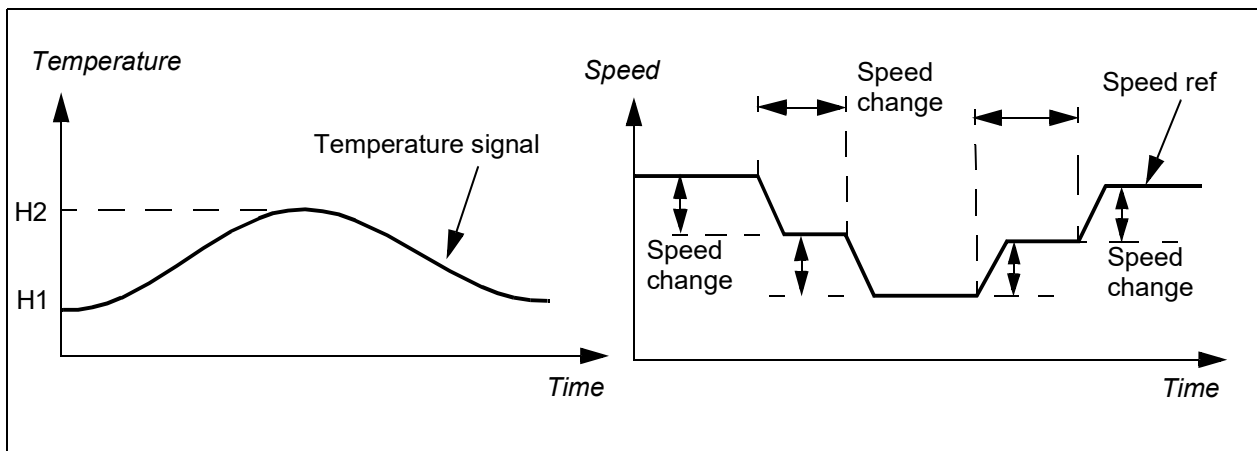 Temperature
Temperature signal
H2
H1
Time
Speed
Speed
change
Speed ref
Speed
change
Speed
change
Time